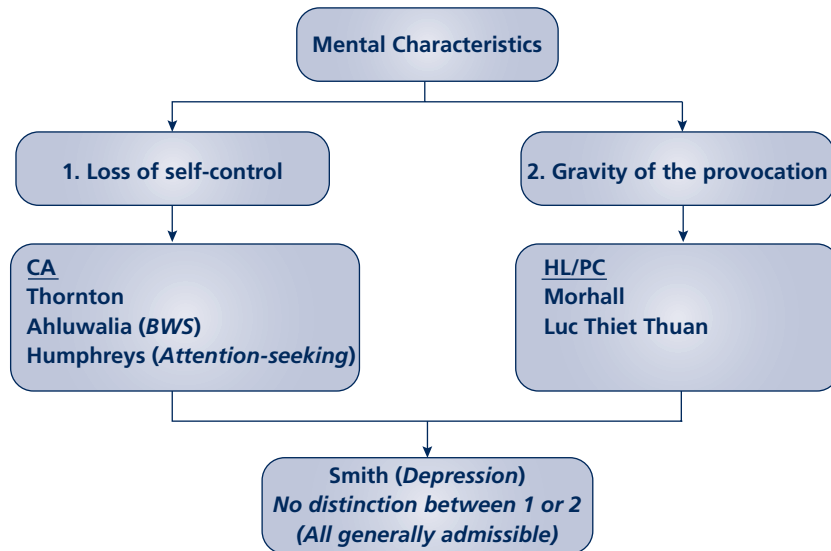 Mental Characteristics
1. Loss of self-control
2. Gravity of the provocation
CA
Thornton
Ahluwalia (BWS)
Humphreys (Attention-seeking)
HL/PC
Morhall
Luc Thiet Thuan
Smith (Depression)
No distinction between 1 or 2
(All generally admissible)